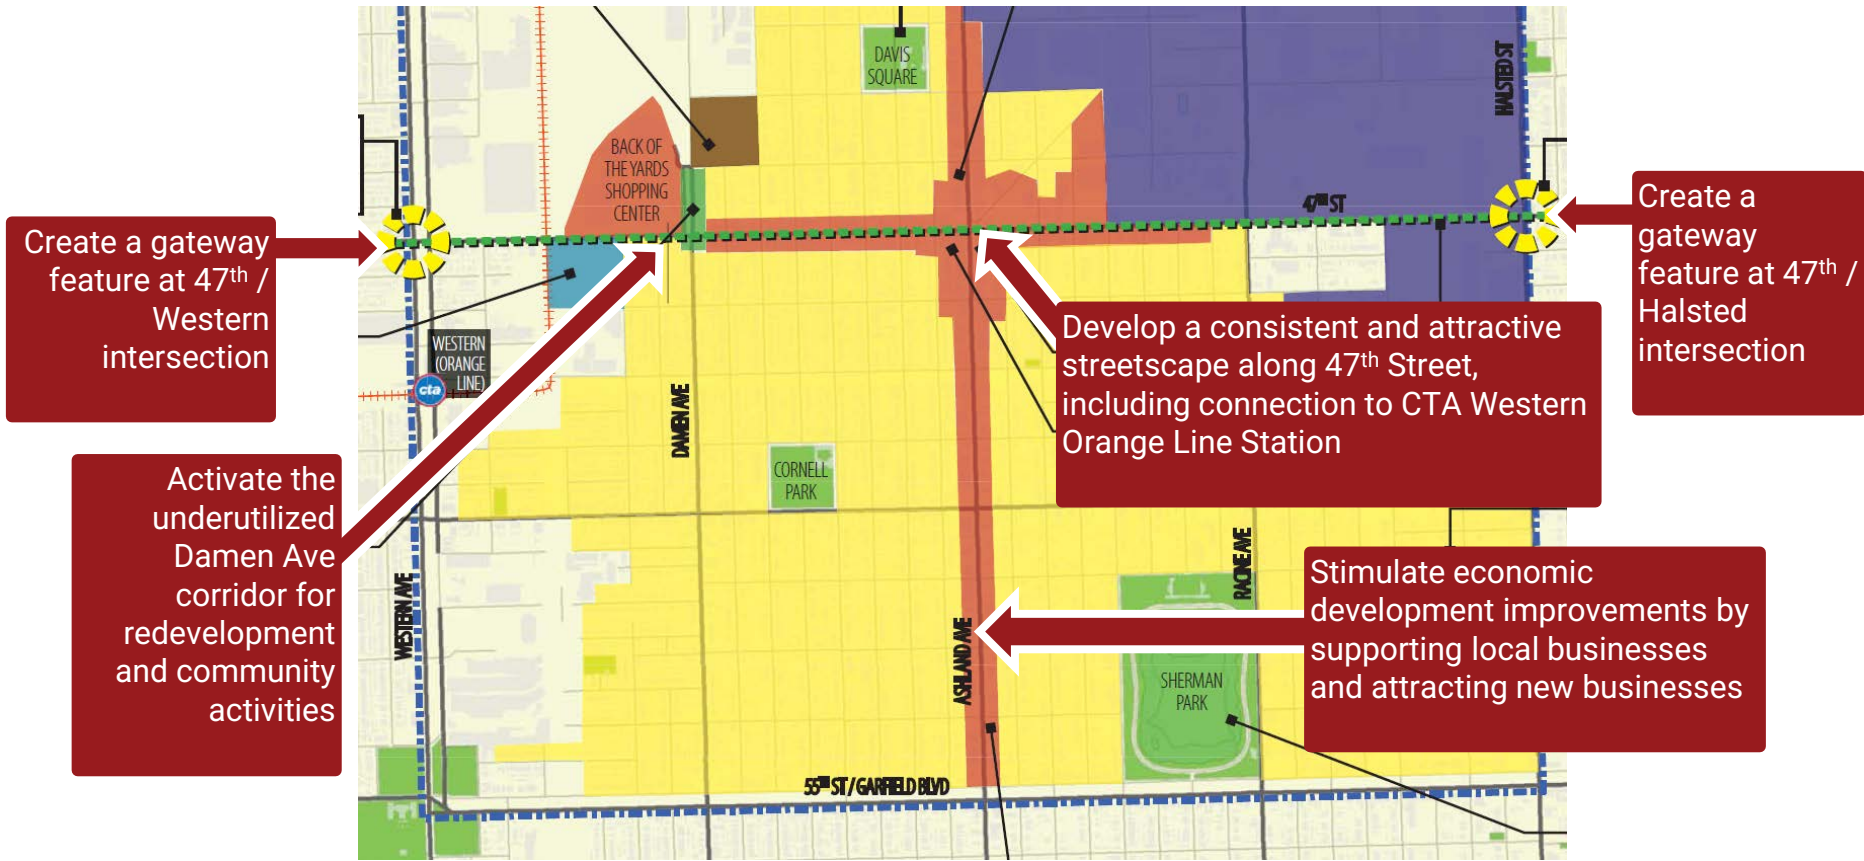 DAVIS
SQUARE
HALSTED ST
BACK OF
THE YARDS
SHOPPING
CENTER
47TH ST
Create a gateway
feature at 47th /
Western
intersection
Create a
gateway
feature at 47th /
Halsted
intersection
WESTERN
(ORANGE
LINE)
cta
Develop a consistent and attractive
streetscape along 47th Street,
including connection to CTA Western
Orange Line Station
DAMEN AVE
CORNELL
PARK
Activate the
underutilized
Damen Ave
corridor for
redevelopment
and community
activities
WESTERN AVE
RACINE AVE
Stimulate economic
development improvements by
supporting local businesses
and attracting new businesses
ASHLAND AVE
SHERMAN
PARK
55TH ST / GARFIELD BLVD